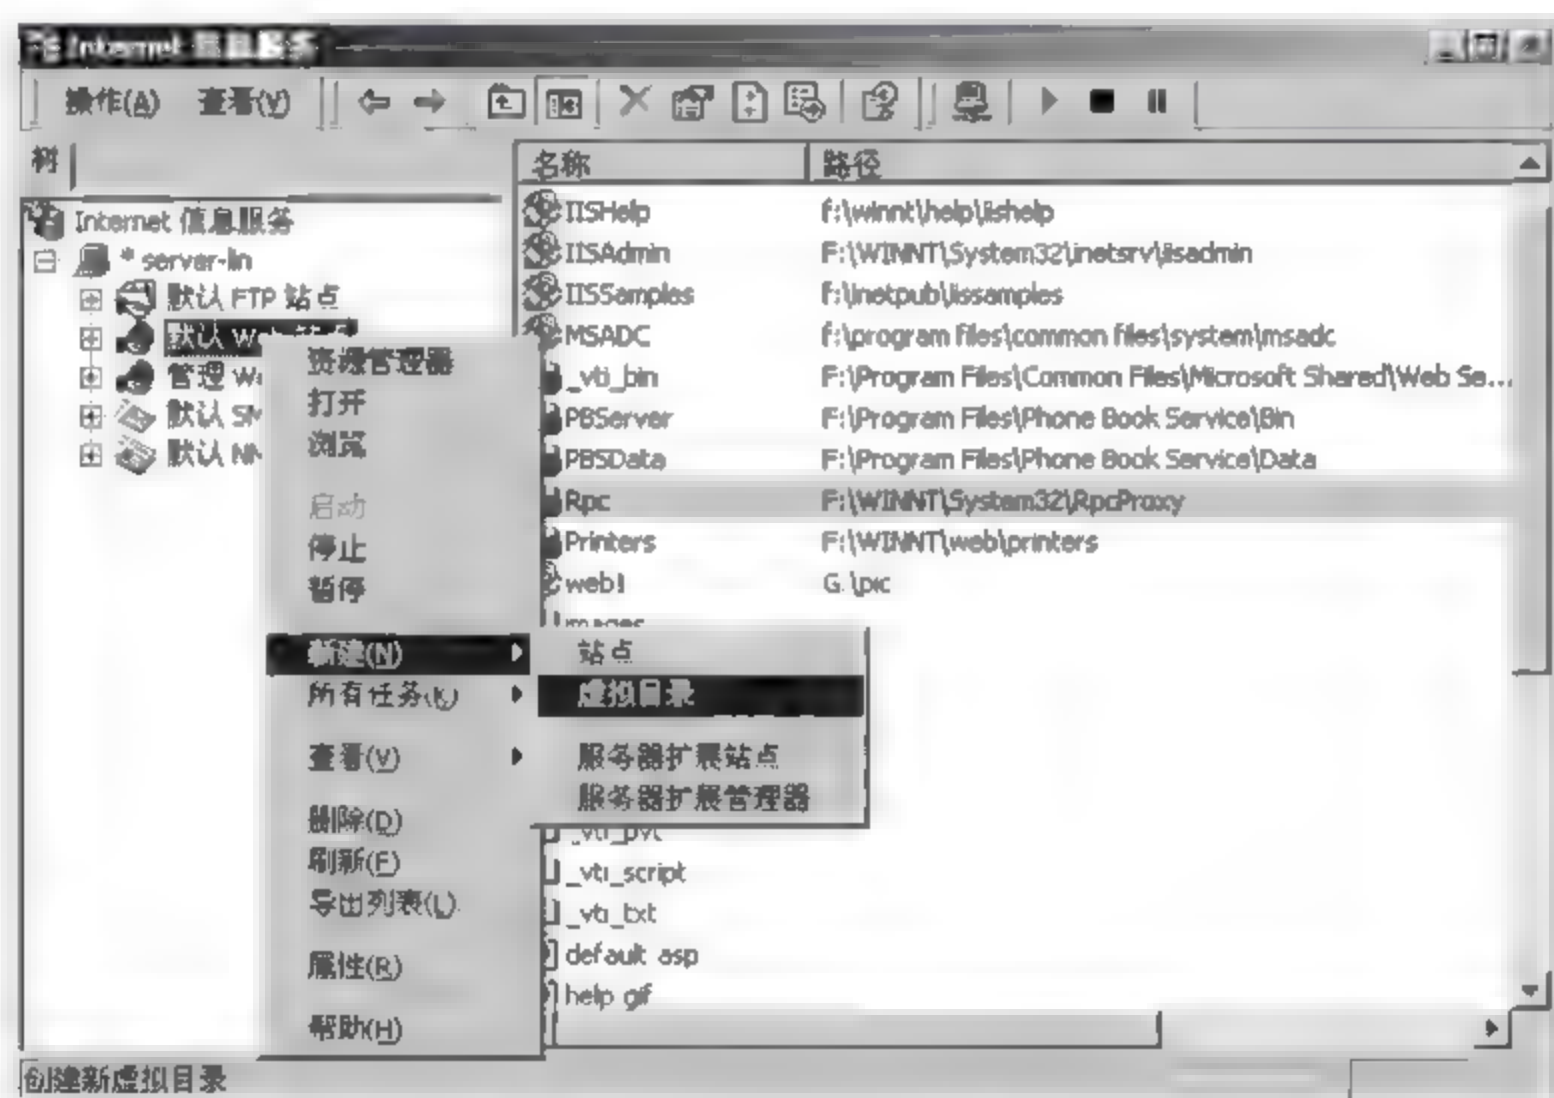 Internet 信息服务
操作(A) 查看(V)
树
名称 路径
Internet 信息服务
* server-lin
默认 FTP 站点
默认 Web 站点
管理 We
默认 SM
默认 NN
IISHelp f:\winnt\help\iishelp
IISAdmin F:\WINNT\System32\inetsrv\iisadmin
IISSamples f:\inetpub\iissamples
MSADC f:\program files\common files\system\msadc
_vti_bin F:\Program Files\Common Files\Microsoft Shared\Web Se...
PBServer F:\Program Files\Phone Book Service\Bin
PBSData F:\Program Files\Phone Book Service\Data
Rpc F:\WINNT\System32\RpcProxy
Printers F:\WINNT\web\printers
web1 G:\pic
images
_vti_pvt
_vti_script
_vti_txt
default.asp
help.gif
资源管理器
打开
浏览
启动
停止
暂停
新建(N)
所有任务(K)
查看(V)
删除(D)
刷新(F)
导出列表(L)
属性(R)
帮助(H)
站点
虚拟目录
服务器扩展站点
服务器扩展管理器
创建新虚拟目录